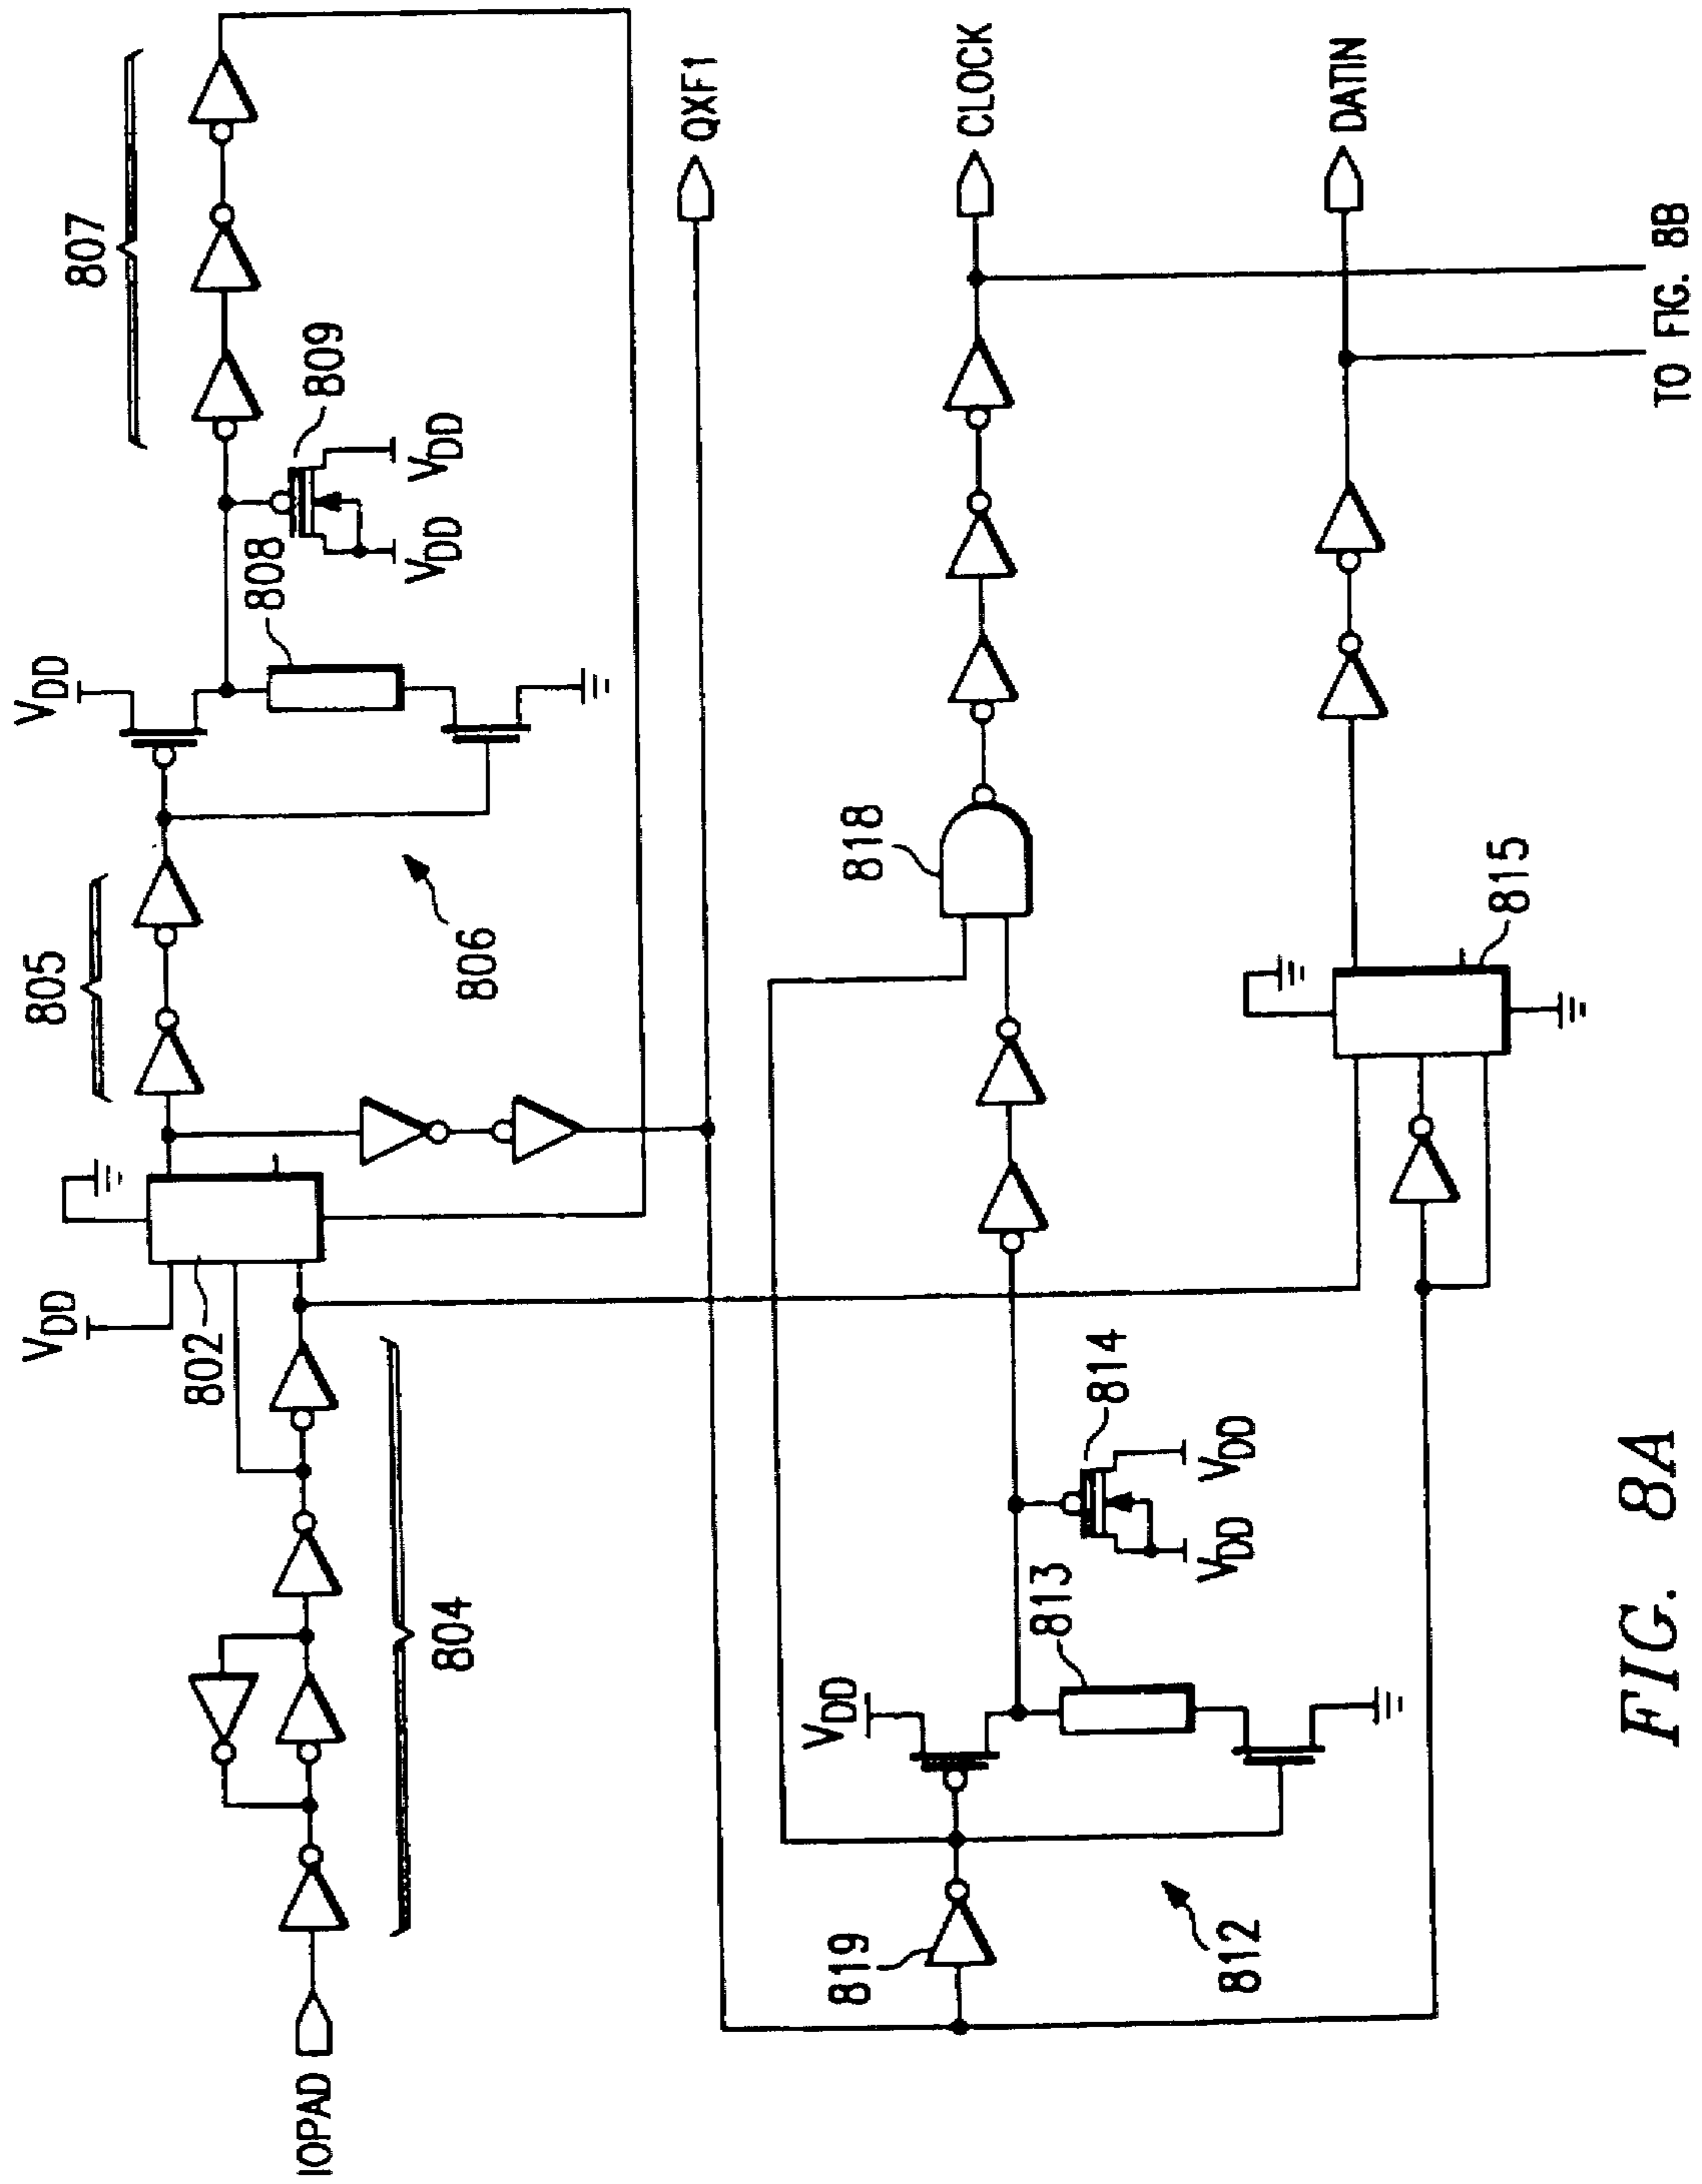 V_DD
802
805
806
V_DD
808
809
V_DD
V_DD
807
IOPAD
804
QXF1
819
812
V_DD
813
814
V_DD
V_DD
818
CLOCK
815
DATIN
TO FIG. 8B
FIG. 8A